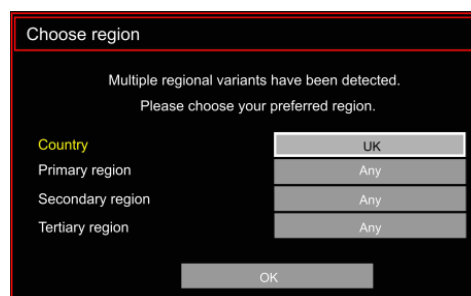 Choose region
Multiple regional variants have been detected.
Please choose your preferred region.
Country UK
Primary region Any
Secondary region Any
Tertiary region Any
OK